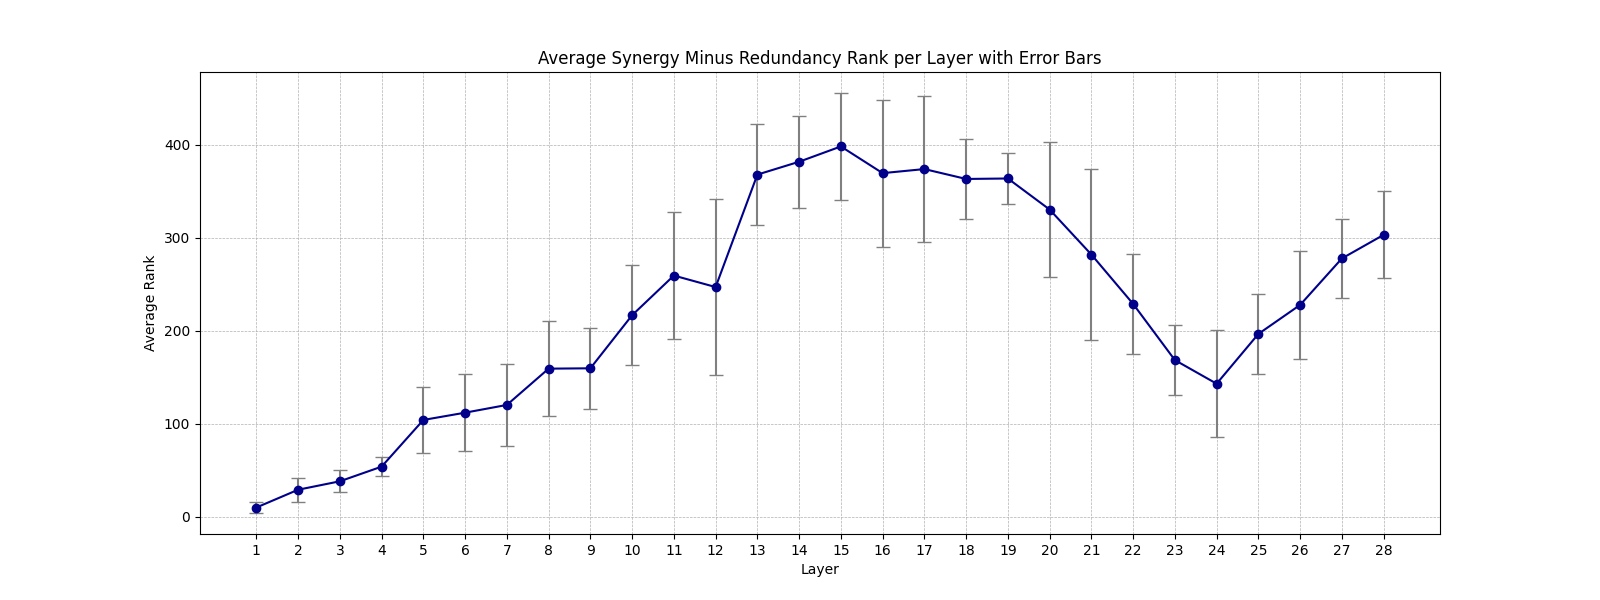 Average Synergy Minus Redundancy Rank per Layer with Error Bars
400
300
200
100
0
Average Rank
1 2 3 4 5 6 7 8 9 10 11 12 13 14 15 16 17 18 19 20 21 22 23 24 25 26 27 28
Layer